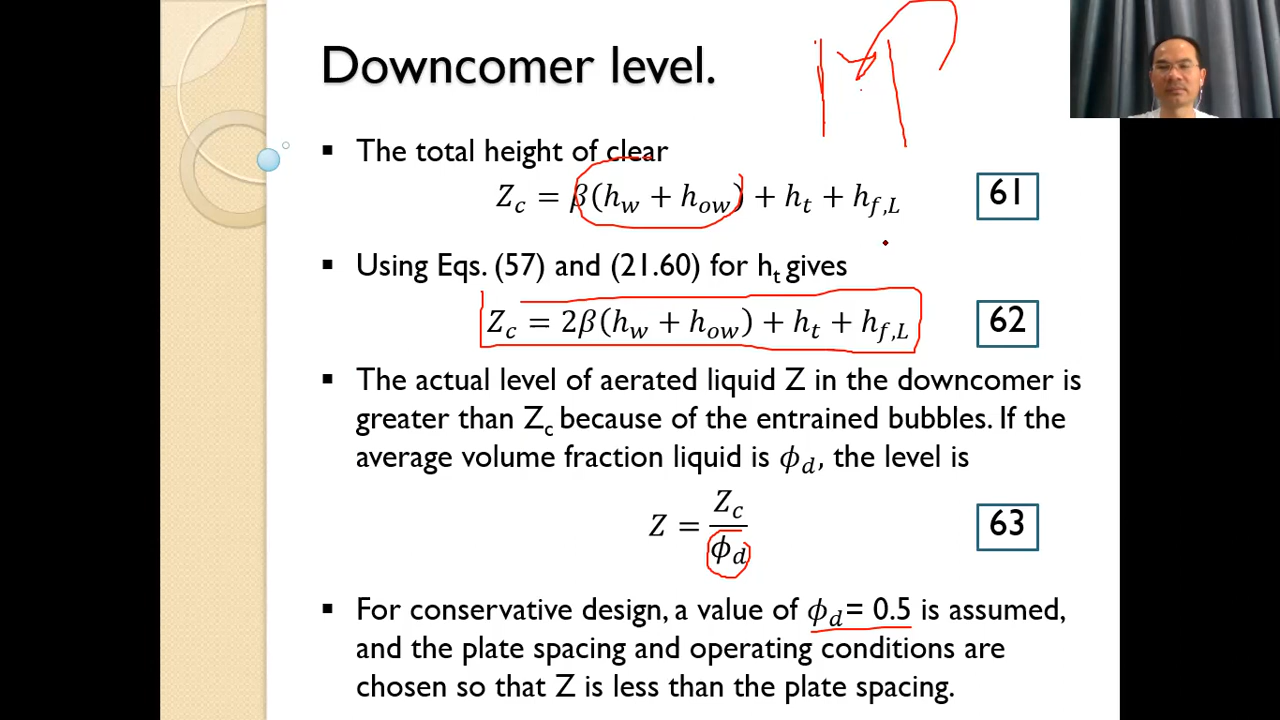 Downcomer level.
▪ The total height of clear
Z_c = β(h_w + h_ow) + h_t + h_f,L
61
▪ Using Eqs. (57) and (21.60) for h_t gives
Z_c = 2β(h_w + h_ow) + h_t + h_f,L
62
▪ The actual level of aerated liquid Z in the downcomer is
greater than Z_c because of the entrained bubbles. If the
average volume fraction liquid is ϕ_d, the level is
Z = Z_c / ϕ_d
63
▪ For conservative design, a value of ϕ_d= 0.5 is assumed,
and the plate spacing and operating conditions are
chosen so that Z is less than the plate spacing.